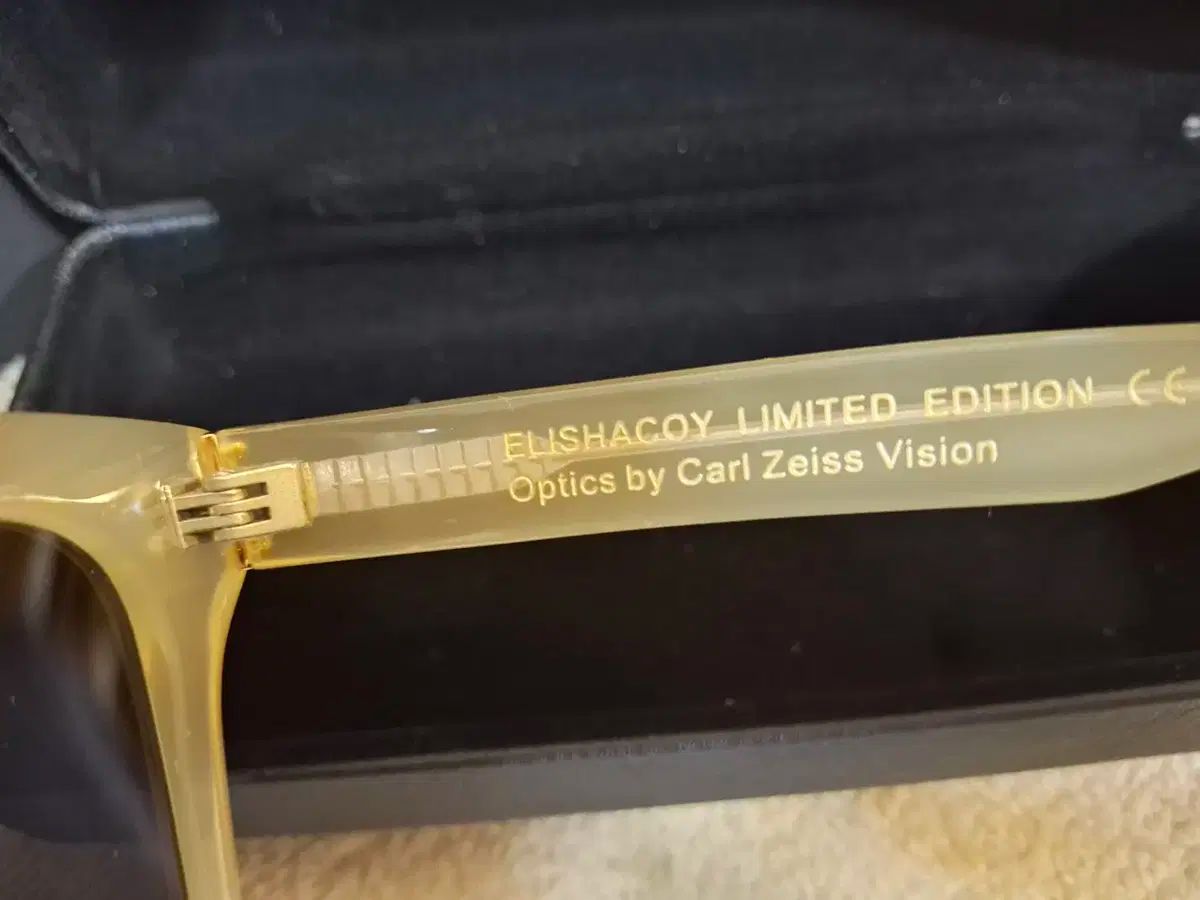 ELISHACOY LIMITED EDITION CE
Optics by Carl Zeiss Vision